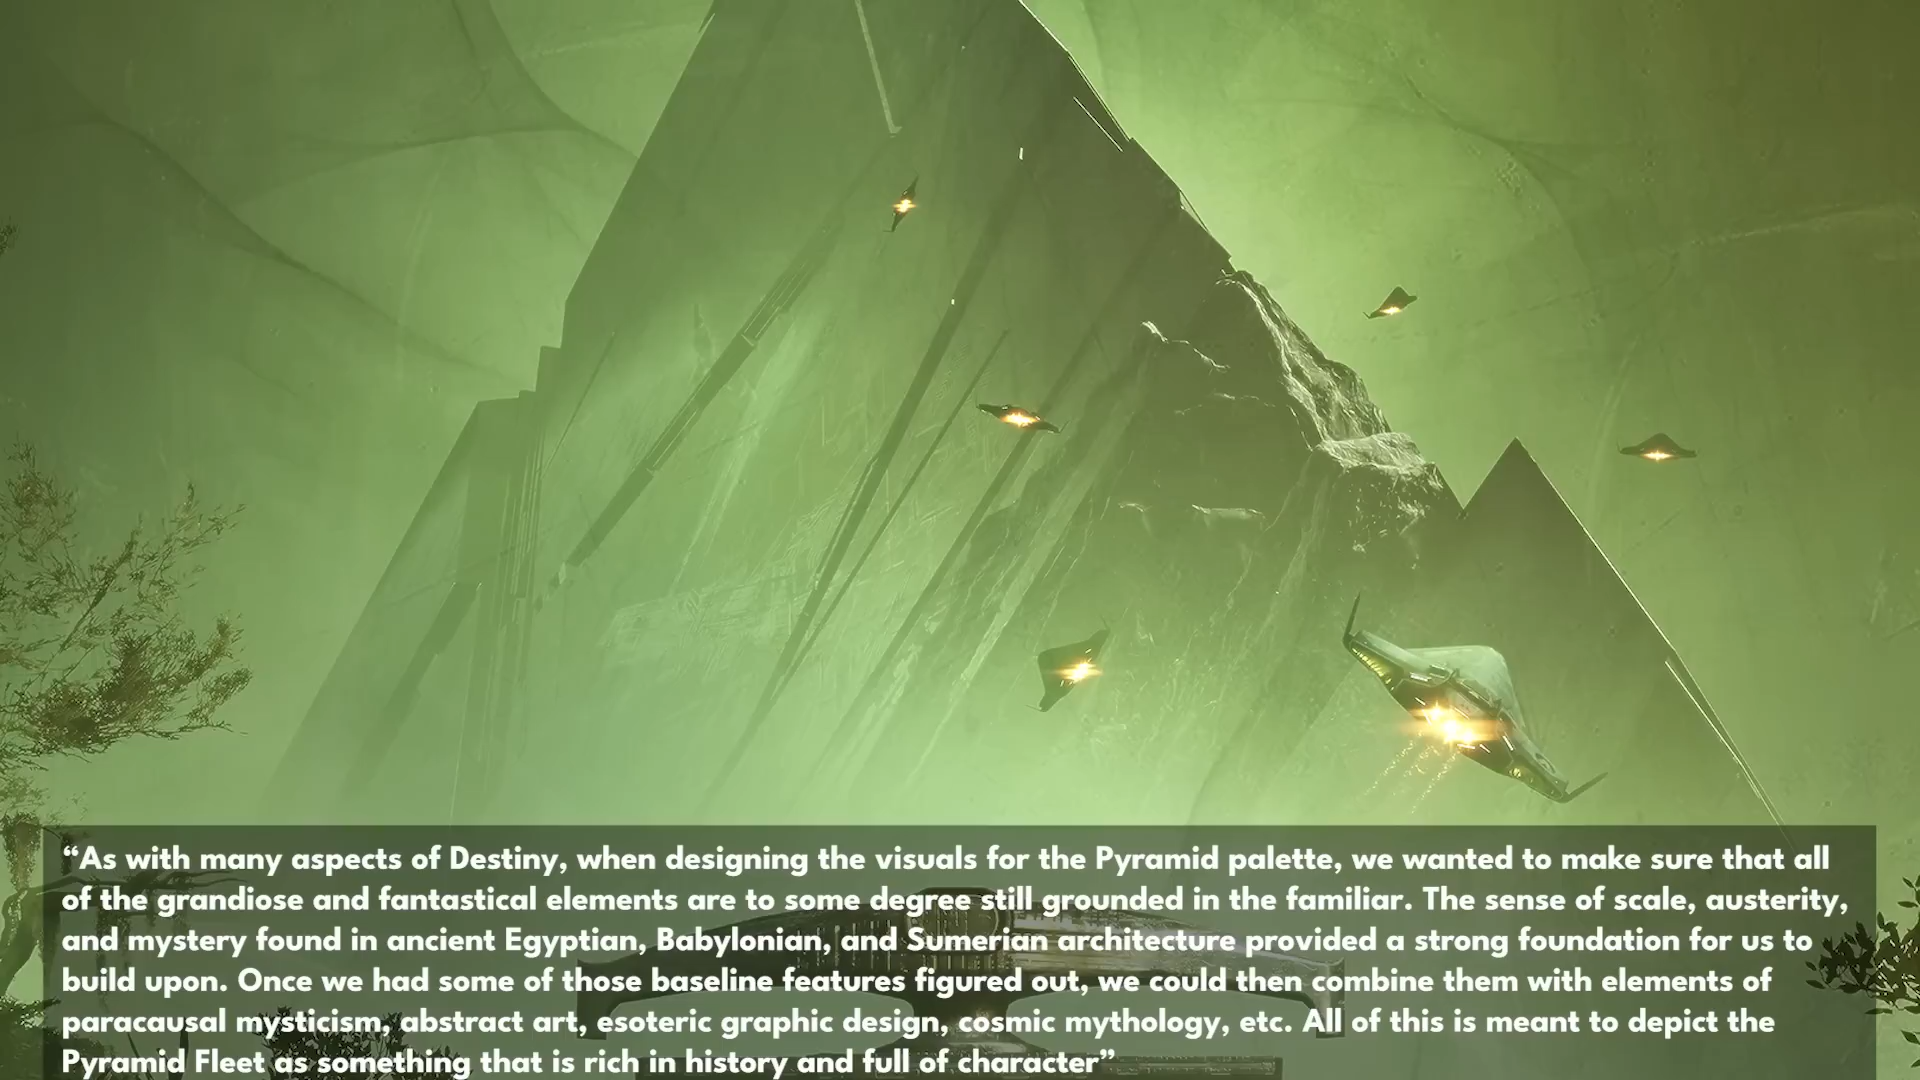 “As with many aspects of Destiny, when designing the visuals for the Pyramid palette, we wanted to make sure that all
of the grandiose and fantastical elements are to some degree still grounded in the familiar. The sense of scale, austerity,
and mystery found in ancient Egyptian, Babylonian, and Sumerian architecture provided a strong foundation for us to
build upon. Once we had some of those baseline features figured out, we could then combine them with elements of
paracausal mysticism, abstract art, esoteric graphic design, cosmic mythology, etc. All of this is meant to depict the
Pyramid Fleet as something that is rich in history and full of character”